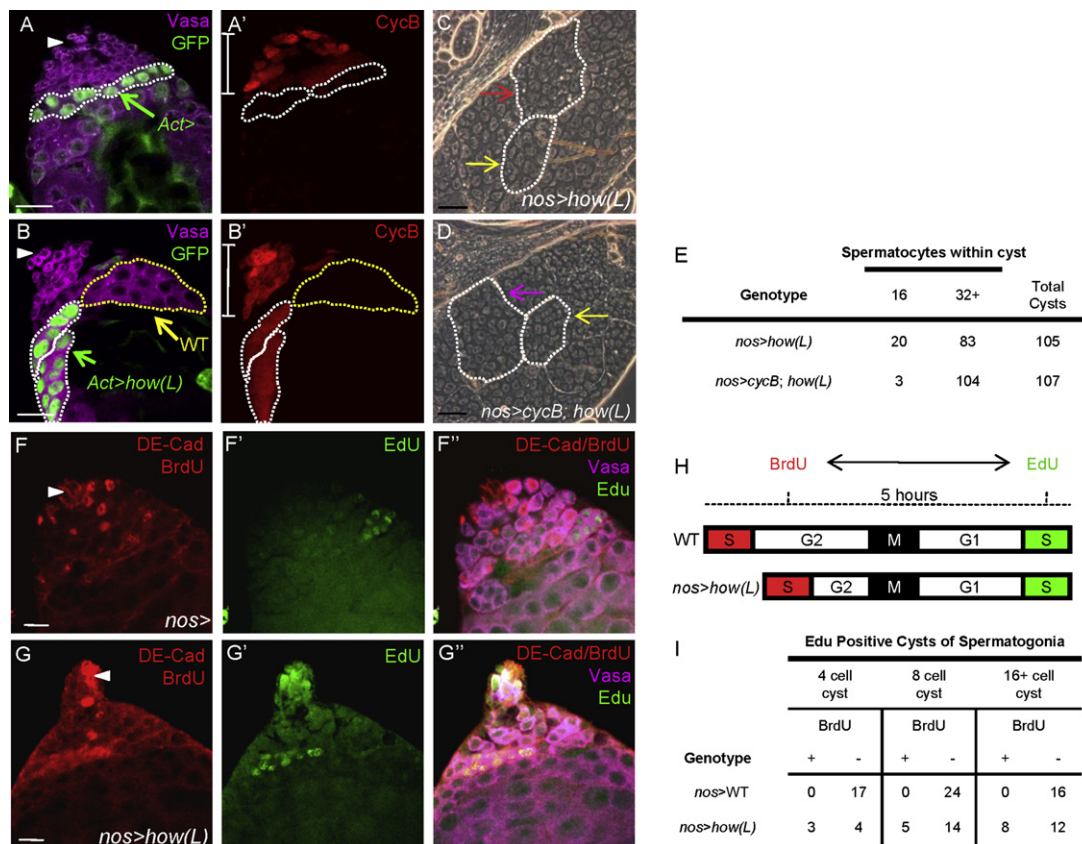 A
Vasa
GFP
Act>
A'
CycB
C
nos>how(L)
B
Vasa
GFP
WT
Act>how(L)
B'
CycB
D
nos>cycB; how(L)
E
Spermatocytes within cyst
Genotype 16 32+ Total Cysts
nos>how(L) 20 83 105
nos>cycB; how(L) 3 104 107
F
DE-Cad
BrdU
nos>
F'
EdU
F"
DE-Cad/BrdU
Vasa
Edu
G
DE-Cad
BrdU
nos>how(L)
G'
EdU
G"
DE-Cad/BrdU
Vasa
Edu
H
BrdU EdU
5 hours
WT S G2 M G1 S
nos>how(L) S G2 M G1 S
I
Edu Positive Cysts of Spermatogonia
4 cell cyst 8 cell cyst 16+ cell cyst
BrdU BrdU BrdU
Genotype + - + - + -
nos>WT 0 17 0 24 0 16
nos>how(L) 3 4 5 14 8 12